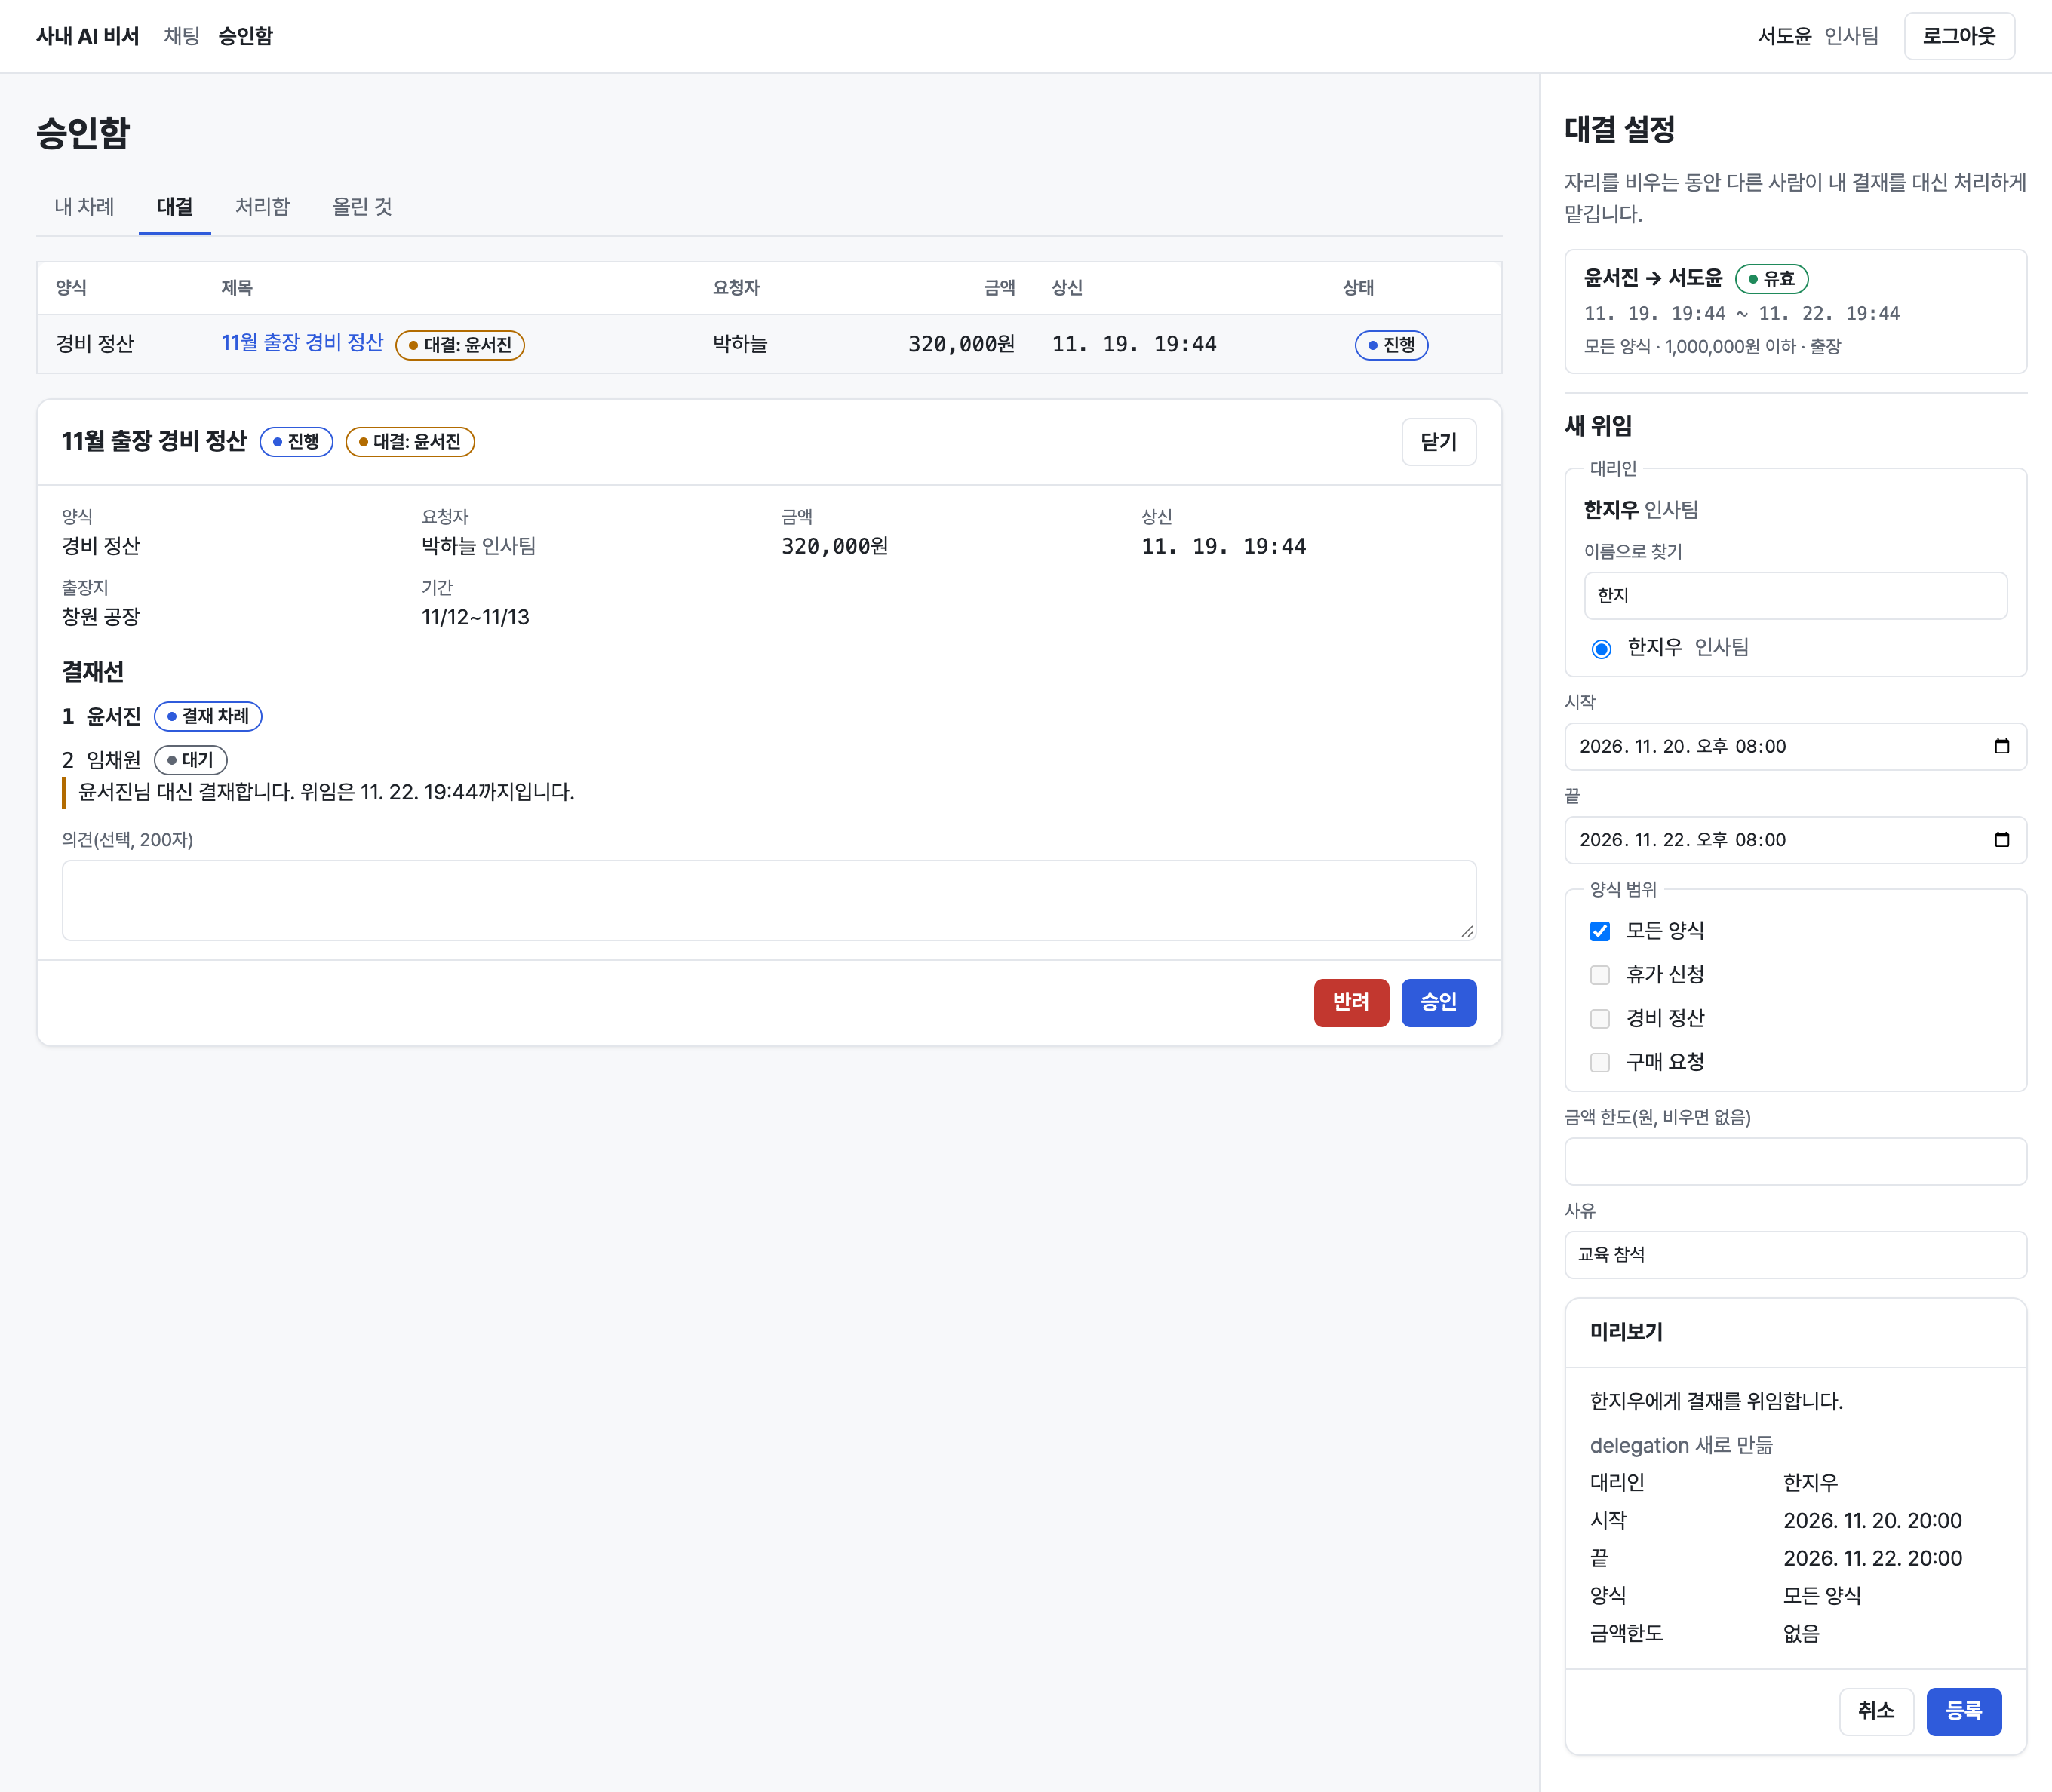 사내 AI 비서 채팅 승인함 서도윤 인사팀 로그아웃
승인함
내 차례 대결 처리함 올린 것
양식 제목 요청자 금액 상신 상태
경비 정산 11월 출장 경비 정산 대결: 윤서진 박하늘 320,000원 11. 19. 19:44 진행
11월 출장 경비 정산 진행 대결: 윤서진 닫기
양식 요청자 금액 상신
경비 정산 박하늘 인사팀 320,000원 11. 19. 19:44
출장지 기간
창원 공장 11/12~11/13
결재선
1 윤서진 결재 차례
2 임채원 대기
윤서진님 대신 결재합니다. 위임은 11. 22. 19:44까지입니다.
의견(선택, 200자)
반려 승인
대결 설정
자리를 비우는 동안 다른 사람이 내 결재를 대신 처리하게
맡깁니다.
윤서진 → 서도윤 유효
11. 19. 19:44 ~ 11. 22. 19:44
모든 양식 · 1,000,000원 이하 · 출장
새 위임
대리인
한지우 인사팀
이름으로 찾기
한지
한지우 인사팀
시작
2026. 11. 20. 오후 08:00
끝
2026. 11. 22. 오후 08:00
양식 범위
모든 양식
휴가 신청
경비 정산
구매 요청
금액 한도(원, 비우면 없음)
사유
교육 참석
미리보기
한지우에게 결재를 위임합니다.
delegation 새로 만듦
대리인 한지우
시작 2026. 11. 20. 20:00
끝 2026. 11. 22. 20:00
양식 모든 양식
금액한도 없음
취소 등록